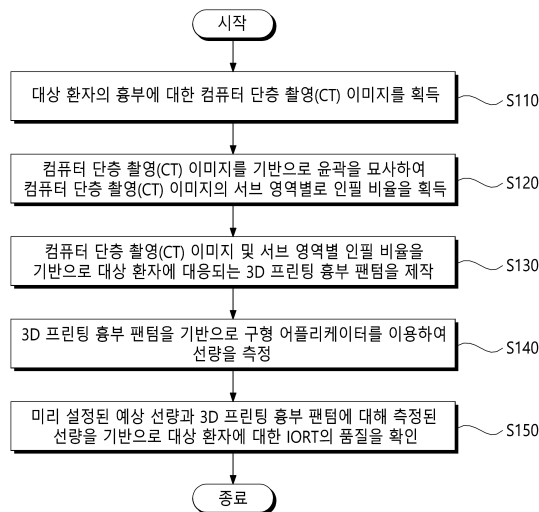 시작
대상 환자의 흉부에 대한 컴퓨터 단층 촬영(CT) 이미지를 획득
S110
컴퓨터 단층 촬영(CT) 이미지를 기반으로 윤곽을 묘사하여
컴퓨터 단층 촬영(CT) 이미지의 서브 영역별로 인필 비율을 획득
S120
컴퓨터 단층 촬영(CT) 이미지 및 서브 영역별 인필 비율을
기반으로 대상 환자에 대응되는 3D 프린팅 흉부 팬텀을 제작
S130
3D 프린팅 흉부 팬텀을 기반으로 구형 어플리케이터를 이용하여
선량을 측정
S140
미리 설정된 예상 선량과 3D 프린팅 흉부 팬텀에 대해 측정된
선량을 기반으로 대상 환자에 대한 IORT의 품질을 확인
S150
종료